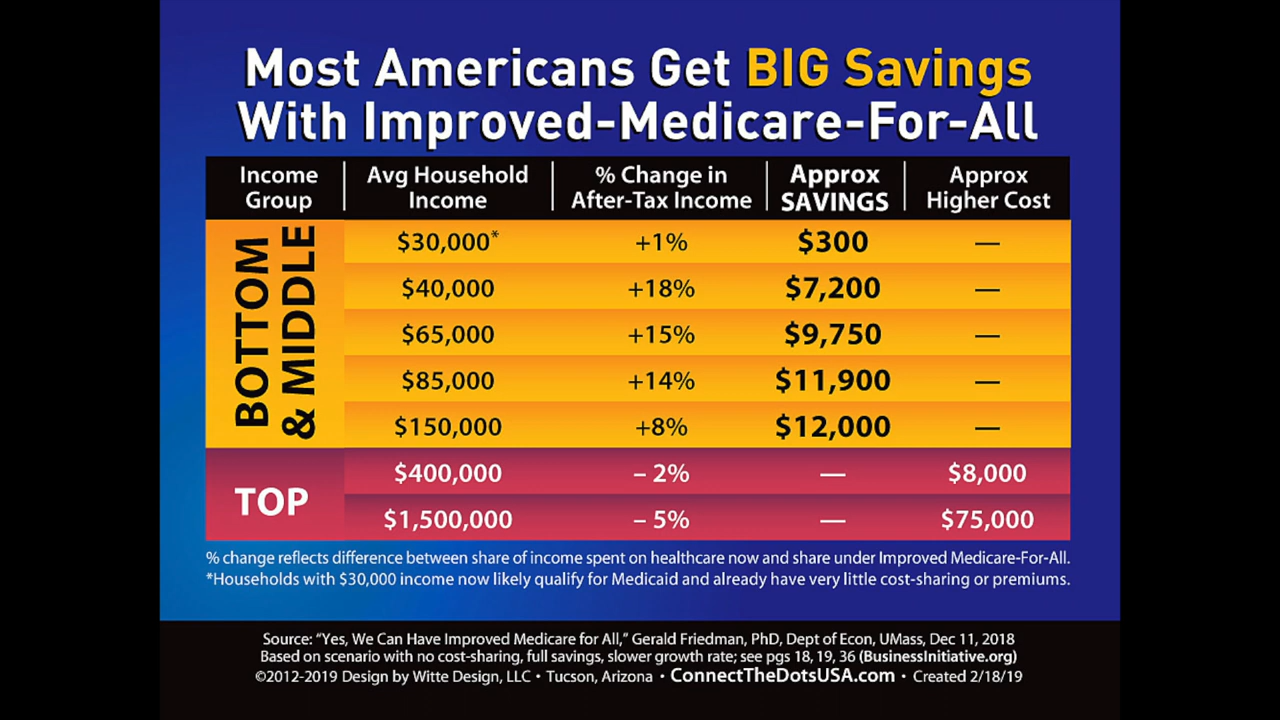 Most Americans Get BIG Savings
With Improved-Medicare-For-All
Income Group | Avg Household Income | % Change in After-Tax Income | Approx SAVINGS | Approx Higher Cost
BOTTOM & MIDDLE
$30,000* +1% $300 —
$40,000 +18% $7,200 —
$65,000 +15% $9,750 —
$85,000 +14% $11,900 —
$150,000 +8% $12,000 —
TOP
$400,000 – 2% — $8,000
$1,500,000 – 5% — $75,000
% change reflects difference between share of income spent on healthcare now and share under Improved Medicare-For-All.
*Households with $30,000 income now likely qualify for Medicaid and already have very little cost-sharing or premiums.
Source: “Yes, We Can Have Improved Medicare for All,” Gerald Friedman, PhD, Dept of Econ, UMass, Dec 11, 2018
Based on scenario with no cost-sharing, full savings, slower growth rate; see pgs 18, 19, 36 (BusinessInitiative.org)
©2012-2019 Design by Witte Design, LLC • Tucson, Arizona • ConnectTheDotsUSA.com • Created 2/18/19